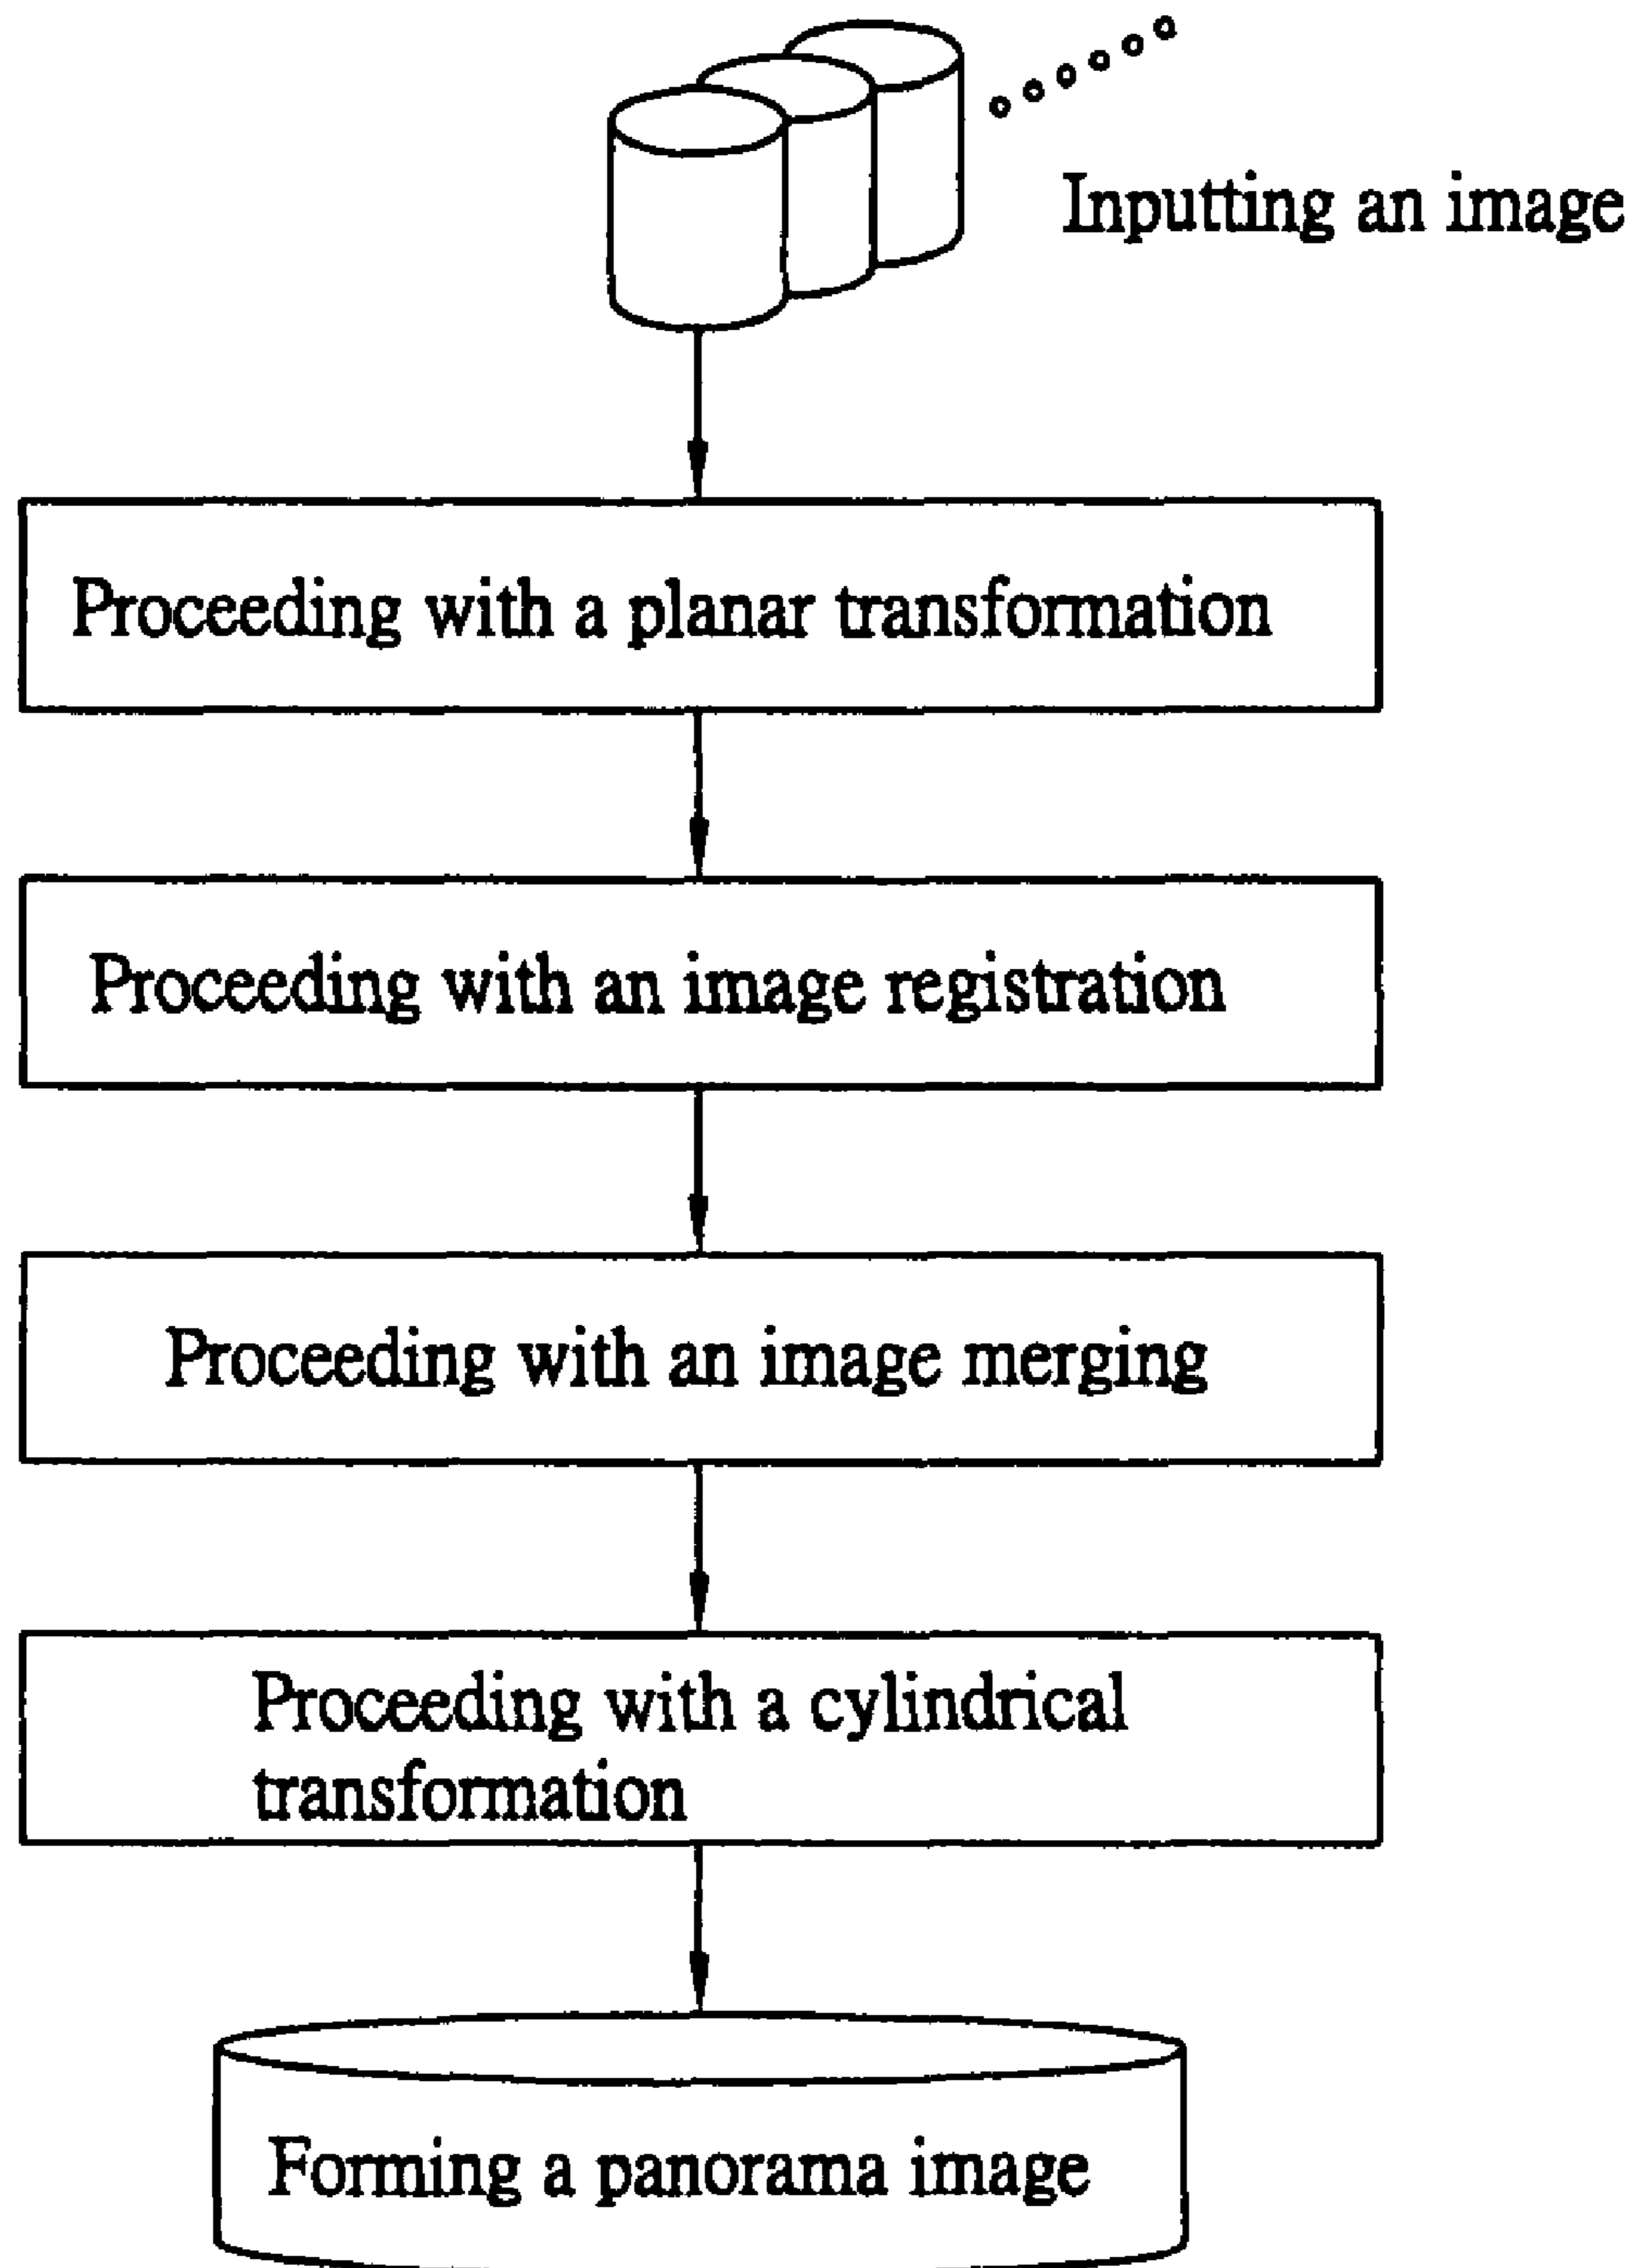 Inputting an image
Proceeding with a planar transformation
Proceeding with an image registration
Proceeding with an image merging
Proceeding with a cylindrical
transformation
Forming a panorama image